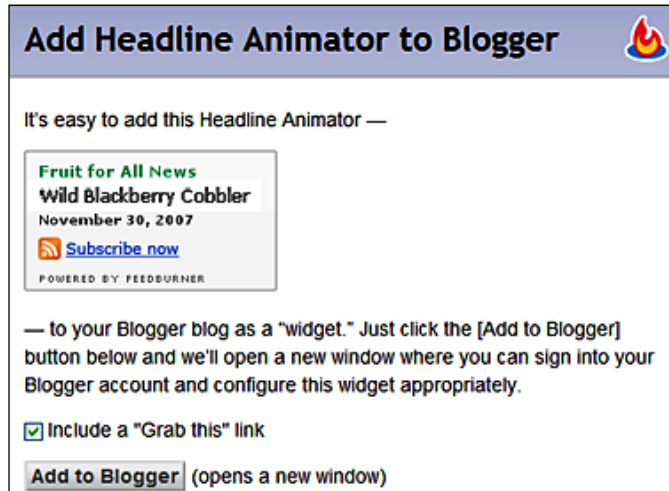 Add Headline Animator to Blogger
It's easy to add this Headline Animator —
Fruit for All News
Wild Blackberry Cobbler
November 30, 2007
Subscribe now
POWERED BY FEEDBURNER
— to your Blogger blog as a “widget.” Just click the [Add to Blogger]
button below and we'll open a new window where you can sign into your
Blogger account and configure this widget appropriately.
Include a "Grab this" link
Add to Blogger (opens a new window)